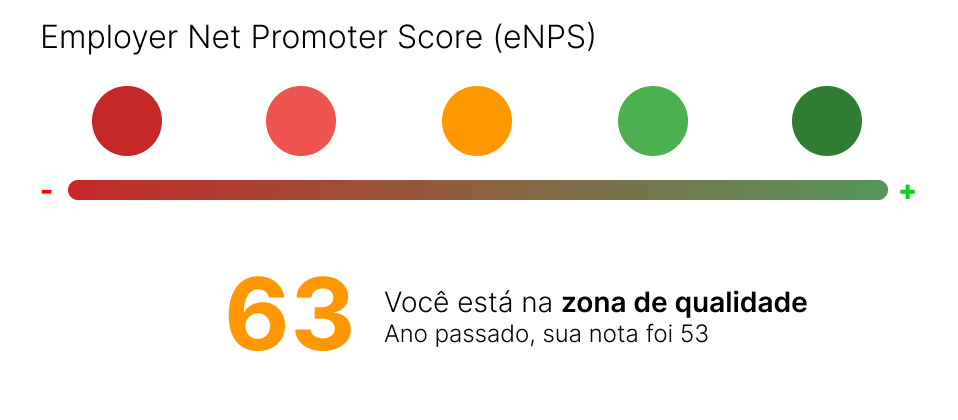 Employer Net Promoter Score (eNPS)
- +
63
Você está na zona de qualidade
Ano passado, sua nota foi 53